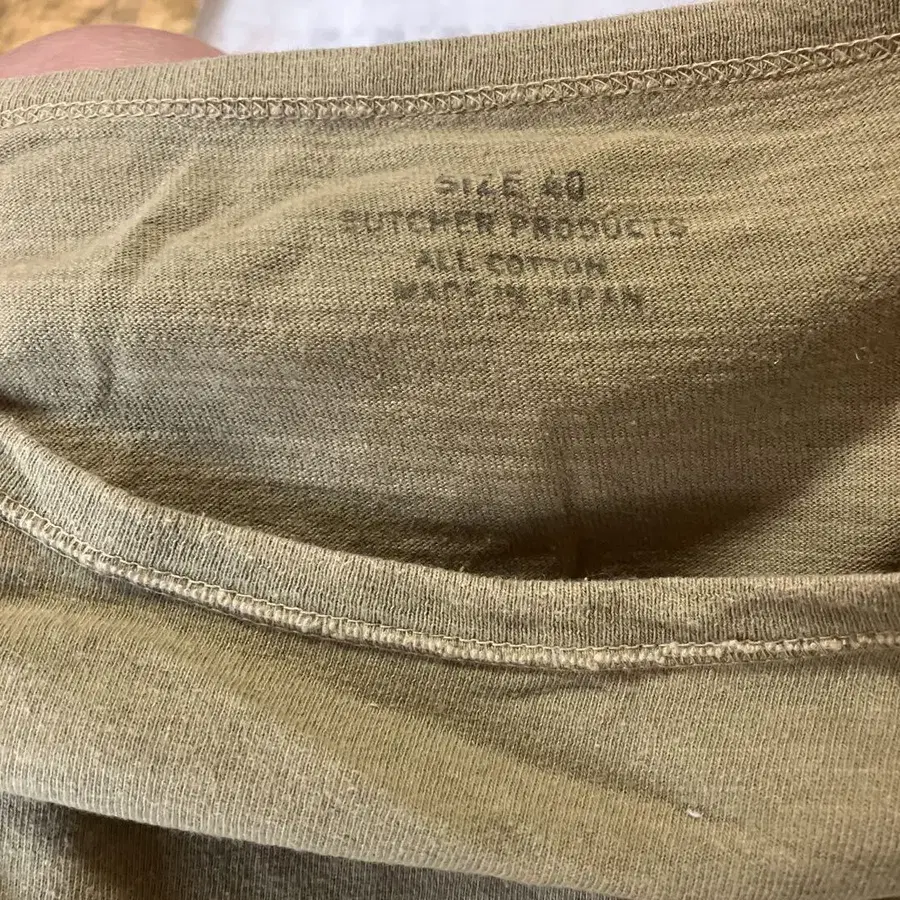 SIZE 40
BUTCHER PRODUCTS
ALL COTTON
MADE IN JAPAN